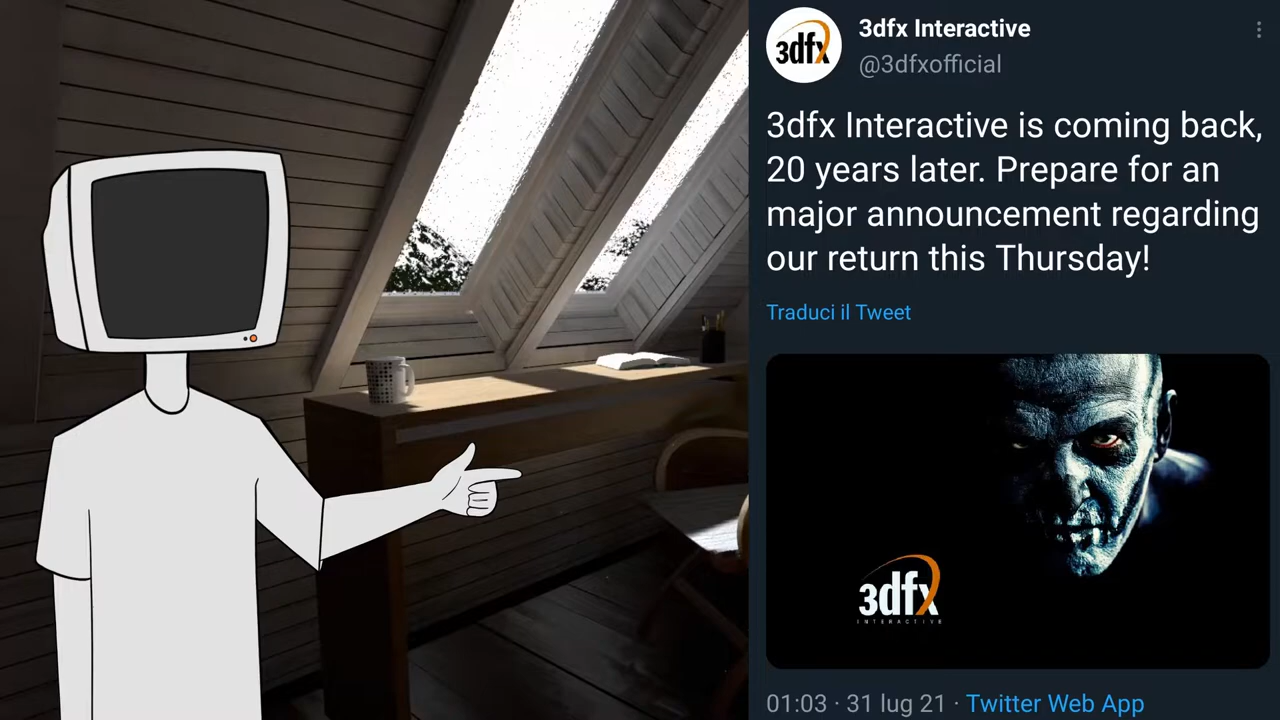 3dfx
3dfx Interactive
@3dfxofficial
3dfx Interactive is coming back,
20 years later. Prepare for an
major announcement regarding
our return this Thursday!
Traduci il Tweet
3dfx
INTERACTIVE
01:03 · 31 lug 21 · Twitter Web App